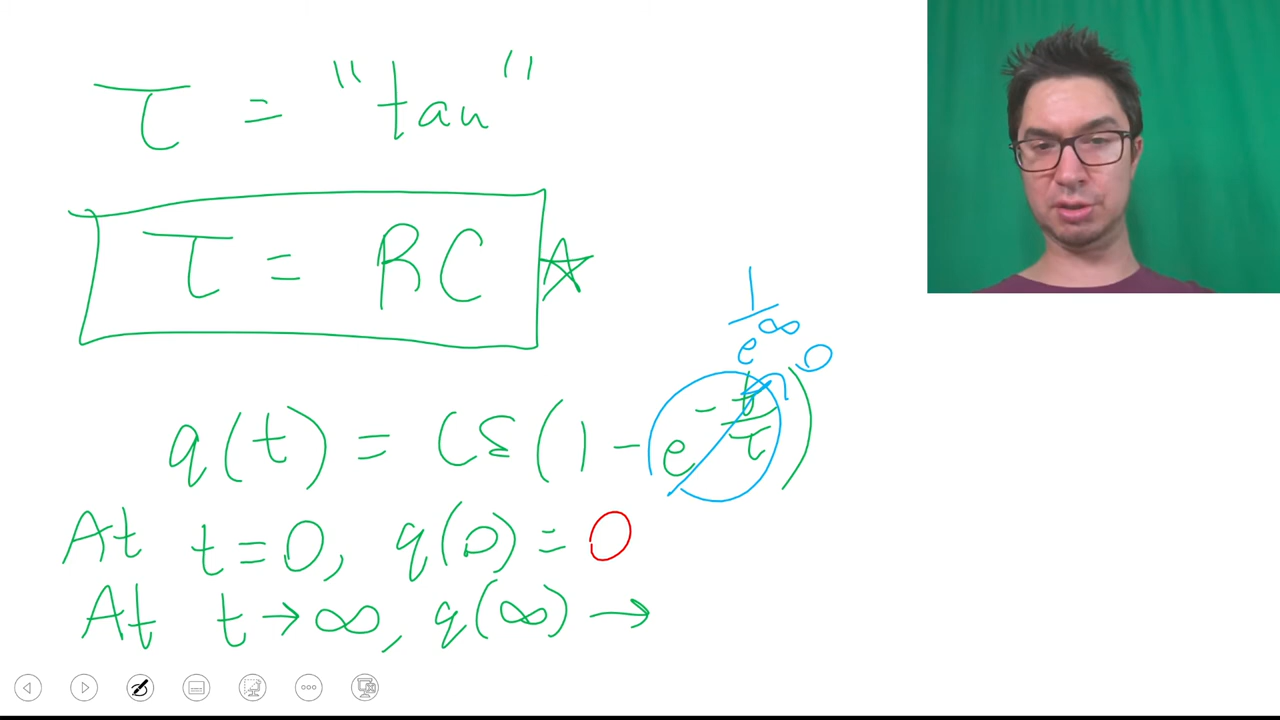 τ = "tau"
τ = RC ☆
1/e^∞ 0
q(t) = Cε(1 - e^(-t/τ))
At t=0, q(0) = 0
At t→∞, q(∞) →